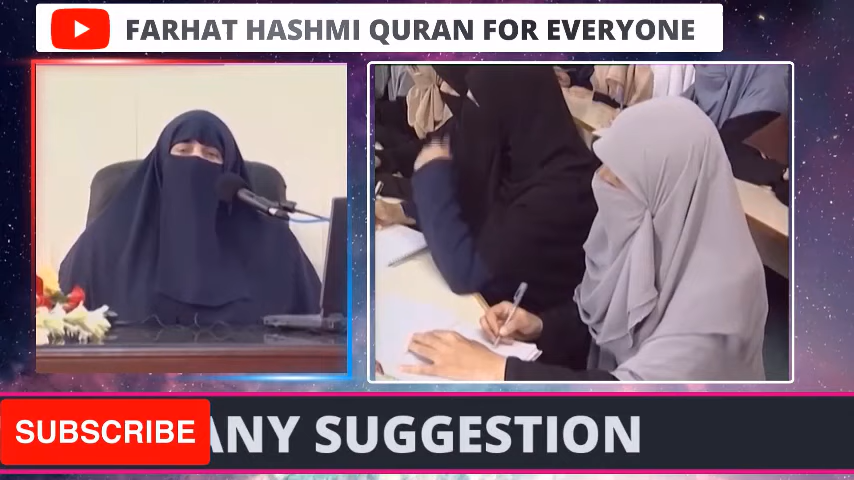 FARHAT HASHMI QURAN FOR EVERYONE
SUBSCRIBE
ANY SUGGESTION